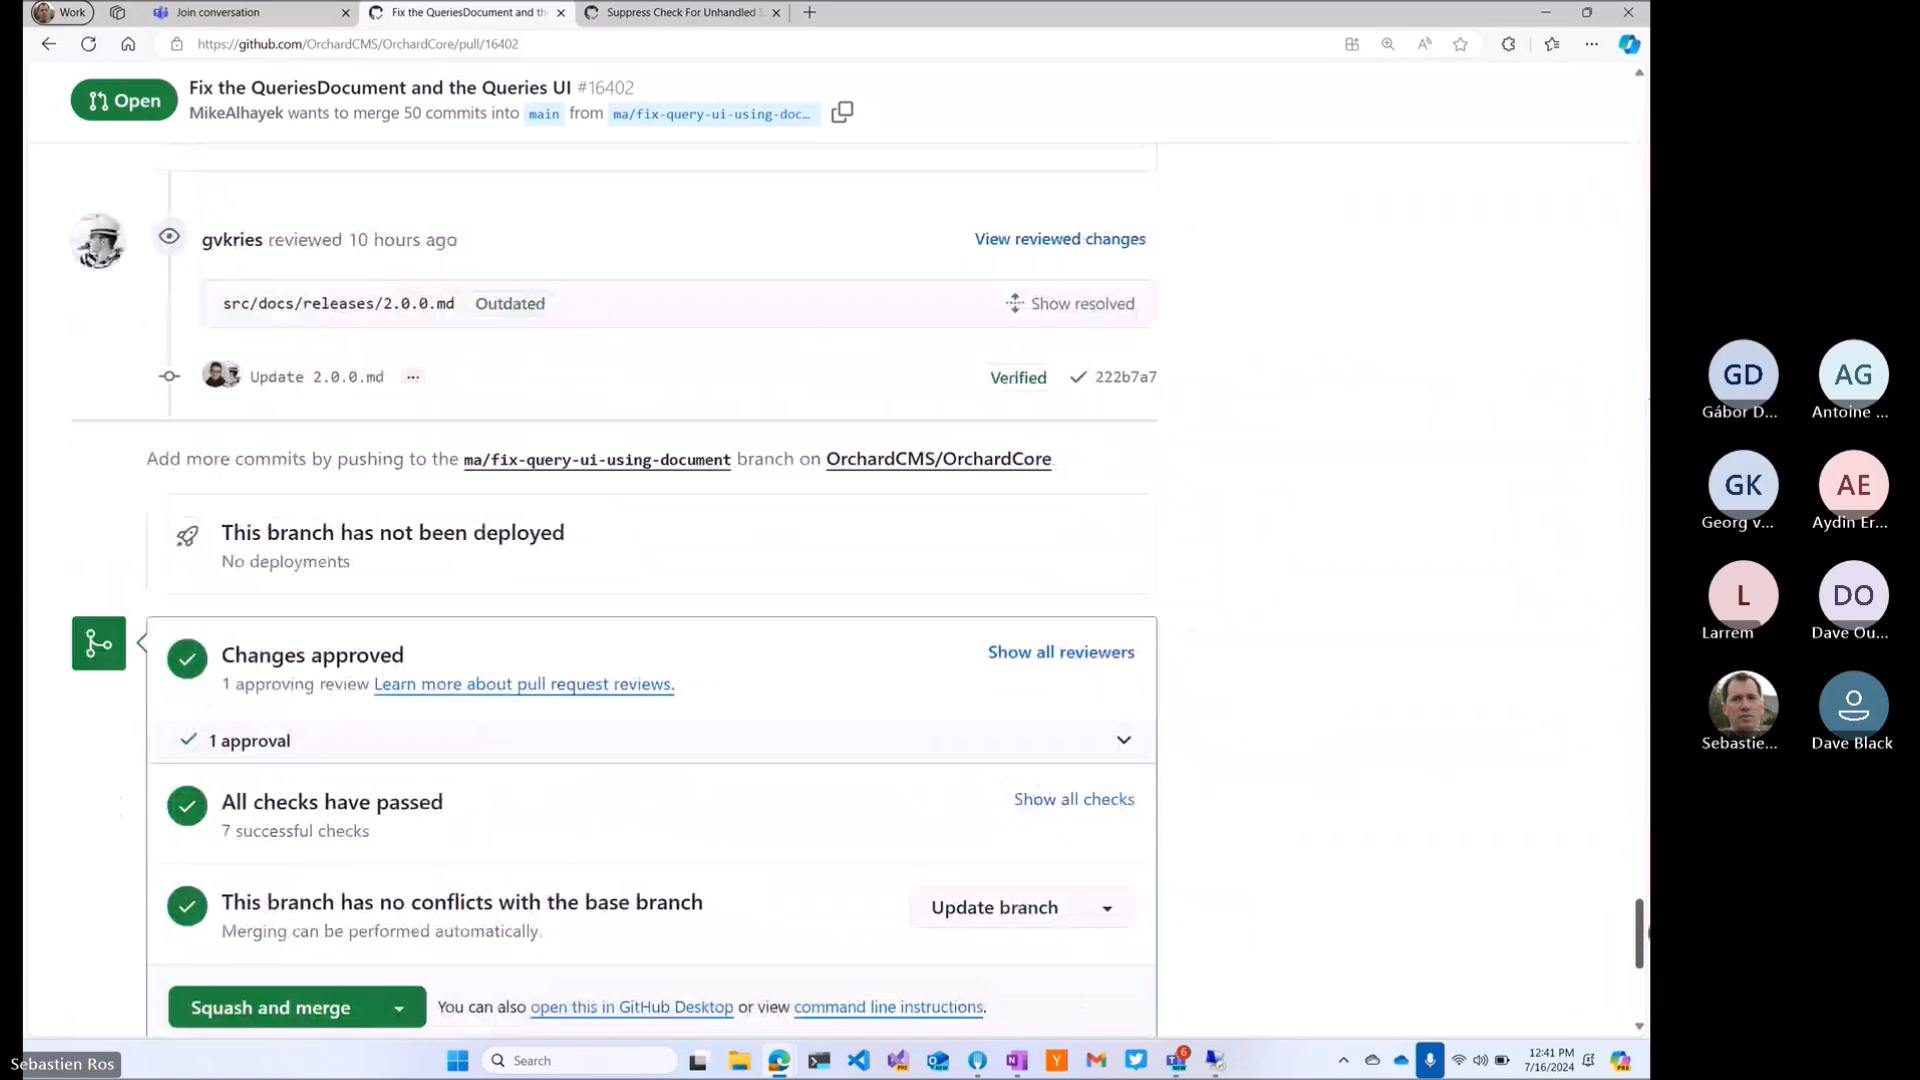 Work
Join conversation
Fix the QueriesDocument and th
Suppress Check For Unhandled S
https://github.com/OrchardCMS/OrchardCore/pull/16402
Open
Fix the QueriesDocument and the Queries UI #16402
MikeAlhayek wants to merge 50 commits into main from ma/fix-query-ui-using-doc…
gvkries reviewed 10 hours ago
View reviewed changes
src/docs/releases/2.0.0.md Outdated
Show resolved
Update 2.0.0.md ...
Verified 222b7a7
Add more commits by pushing to the ma/fix-query-ui-using-document branch on OrchardCMS/OrchardCore.
This branch has not been deployed
No deployments
Changes approved
Show all reviewers
1 approving review Learn more about pull request reviews.
1 approval
All checks have passed
Show all checks
7 successful checks
This branch has no conflicts with the base branch
Update branch
Merging can be performed automatically.
Squash and merge
You can also open this in GitHub Desktop or view command line instructions.
GD
Gábor D...
AG
Antoine ...
GK
Georg v...
AE
Aydin Er...
L
Larrem
DO
Dave Ou...
Sebastie...
Dave Black
Sebastien Ros
Search
6
12:41 PM
7/16/2024